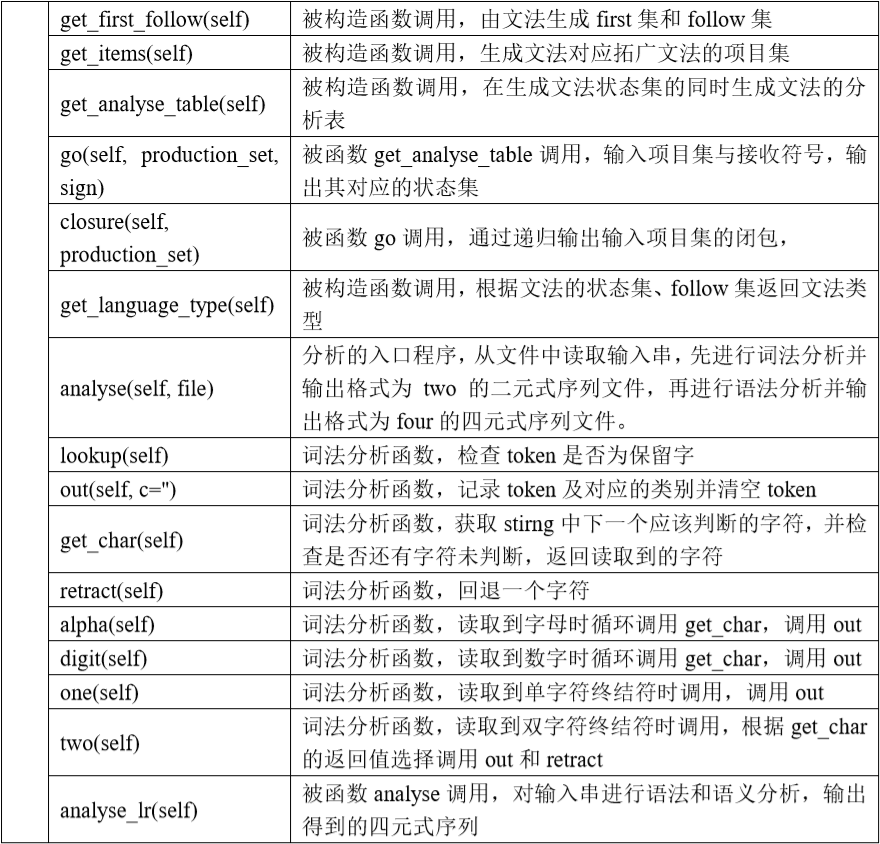 get_first_follow(self)
被构造函数调用，由文法生成 first 集和 follow 集
get_items(self)
被构造函数调用，生成文法对应拓广文法的项目集
get_analyse_table(self)
被构造函数调用，在生成文法状态集的同时生成文法的分
析表
go(self, production_set,
sign)
被函数 get_analyse_table 调用，输入项目集与接收符号，输
出其对应的状态集
closure(self,
production_set)
被函数 go 调用，通过递归输出输入项目集的闭包，
get_language_type(self)
被构造函数调用，根据文法的状态集、follow 集返回文法类
型
analyse(self, file)
分析的入口程序，从文件中读取输入串，先进行词法分析并
输出格式为 two 的二元式序列文件，再进行语法分析并输
出格式为 four 的四元式序列文件。
lookup(self)
词法分析函数，检查 token 是否为保留字
out(self, c='')
词法分析函数，记录 token 及对应的类别并清空 token
get_char(self)
词法分析函数，获取 stirng 中下一个应该判断的字符，并检
查是否还有字符未判断，返回读取到的字符
retract(self)
词法分析函数，回退一个字符
alpha(self)
词法分析函数，读取到字母时循环调用 get_char，调用 out
digit(self)
词法分析函数，读取到数字时循环调用 get_char，调用 out
one(self)
词法分析函数，读取到单字符终结符时调用，调用 out
two(self)
词法分析函数，读取到双字符终结符时调用，根据 get_char
的返回值选择调用 out 和 retract
analyse_lr(self)
被函数 analyse 调用，对输入串进行语法和语义分析，输出
得到的四元式序列